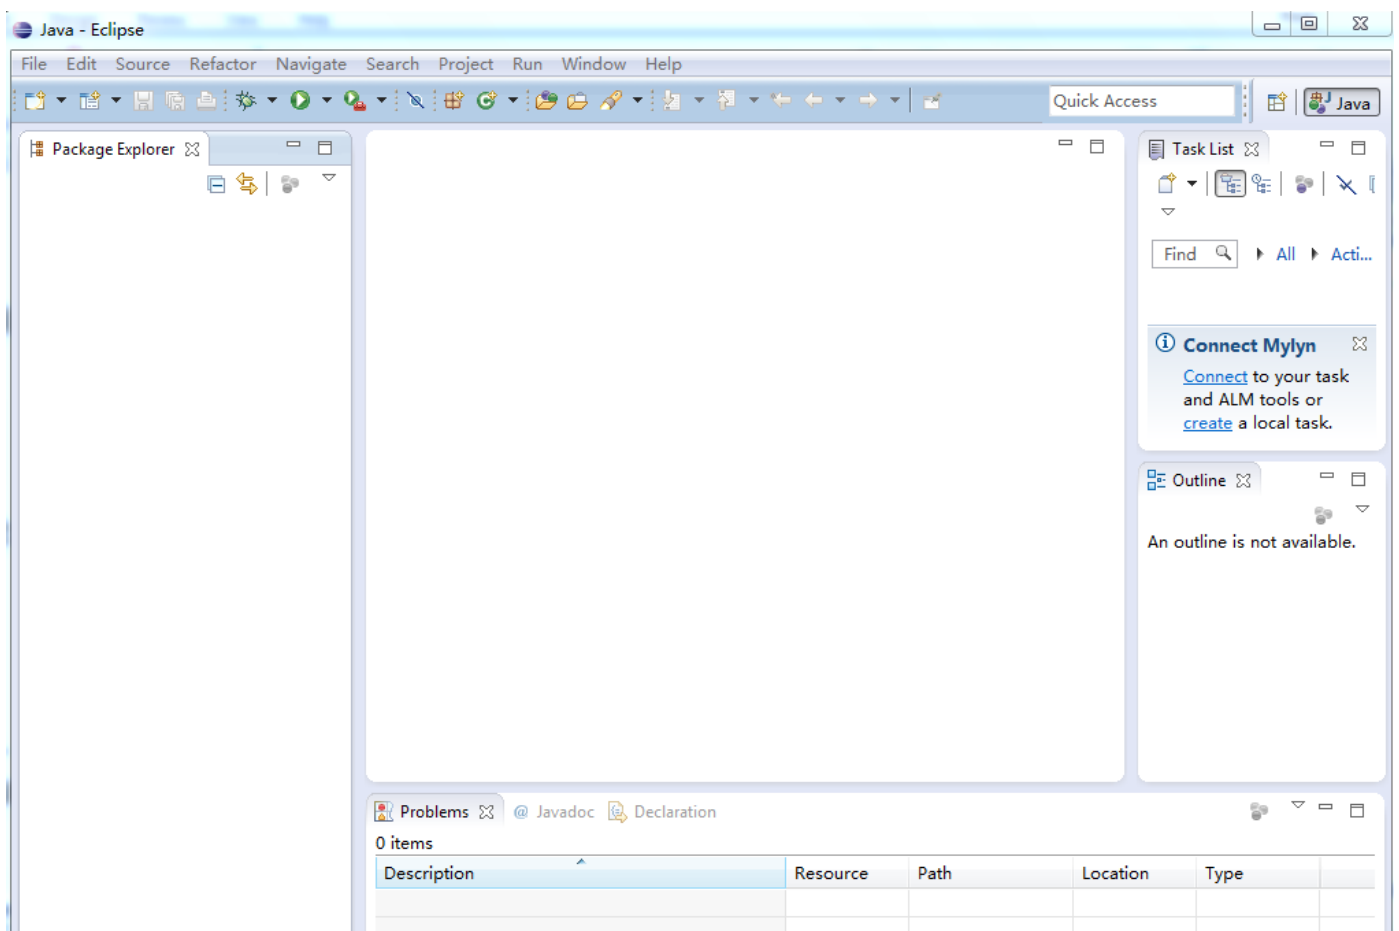 Java - Eclipse
File Edit Source Refactor Navigate Search Project Run Window Help
Quick Access
Java
Package Explorer
Task List
Find
All
Acti...
Connect Mylyn
Connect to your task
and ALM tools or
create a local task.
Outline
An outline is not available.
Problems @ Javadoc Declaration
0 items
Description Resource Path Location Type